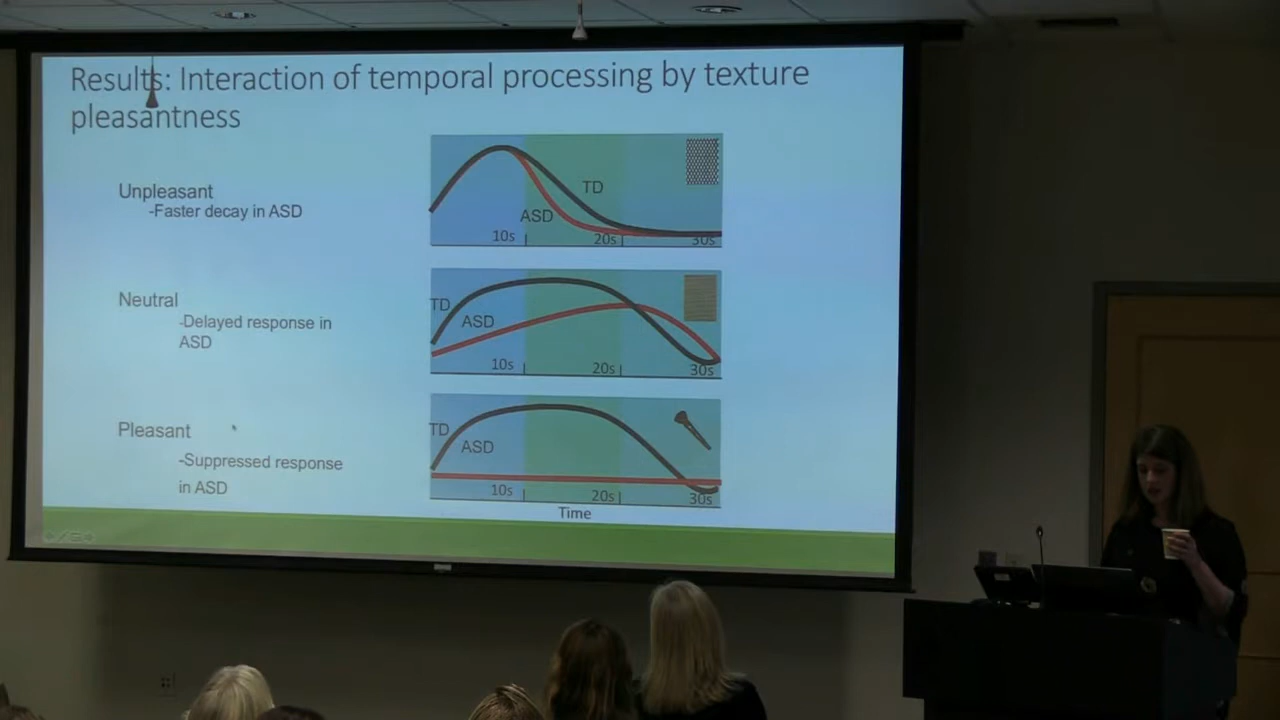 Results: Interaction of temporal processing by texture
pleasantness
Unpleasant
-Faster decay in ASD
TD
ASD
10s
20s
30s
Neutral
-Delayed response in
ASD
TD
ASD
10s
20s
30s
Pleasant
-Suppressed response
in ASD
TD
ASD
10s
20s
30s
Time